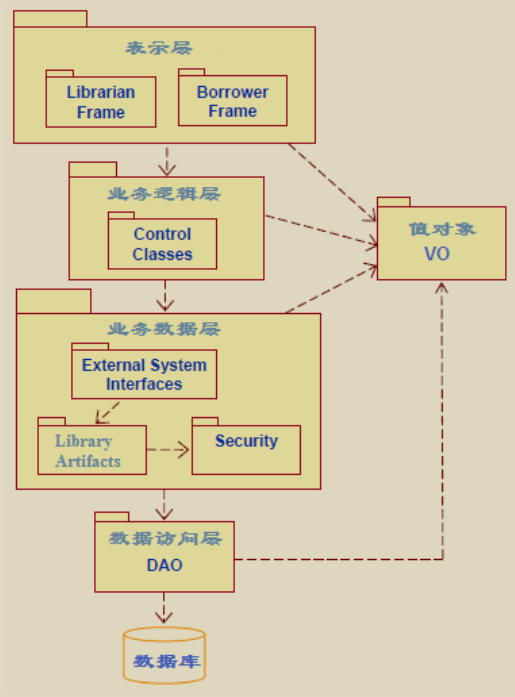 表示层
Librarian
Frame
Borrower
Frame
业务逻辑层
Control
Classes
值对象
VO
业务数据层
External System
Interfaces
Library
Artifacts
Security
数据访问层
DAO
数据库